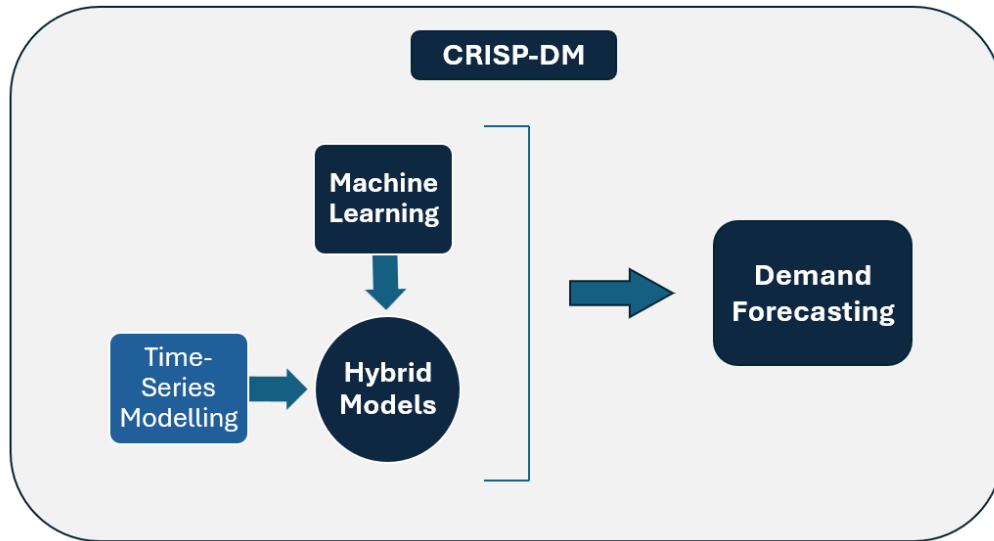 CRISP-DM
Machine
Learning
Time-
Series
Modelling
Hybrid
Models
Demand
Forecasting